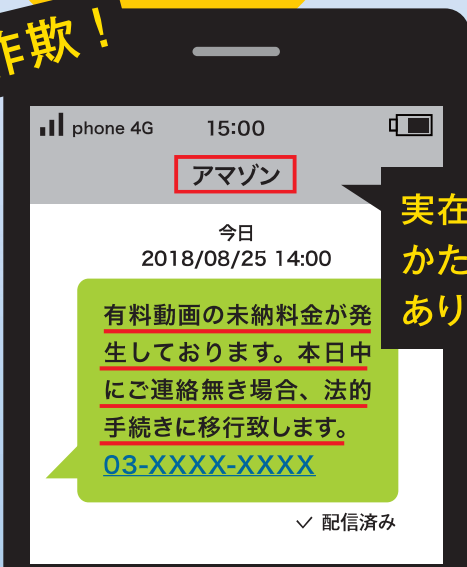 詐欺！
phone 4G 15:00
アマゾン
実在
かた
あり
今日
2018/08/25 14:00
有料動画の未納料金が発
生しております。本日中
にご連絡無き場合、法的
手続きに移行致します。
03-XXXX-XXXX
✓ 配信済み